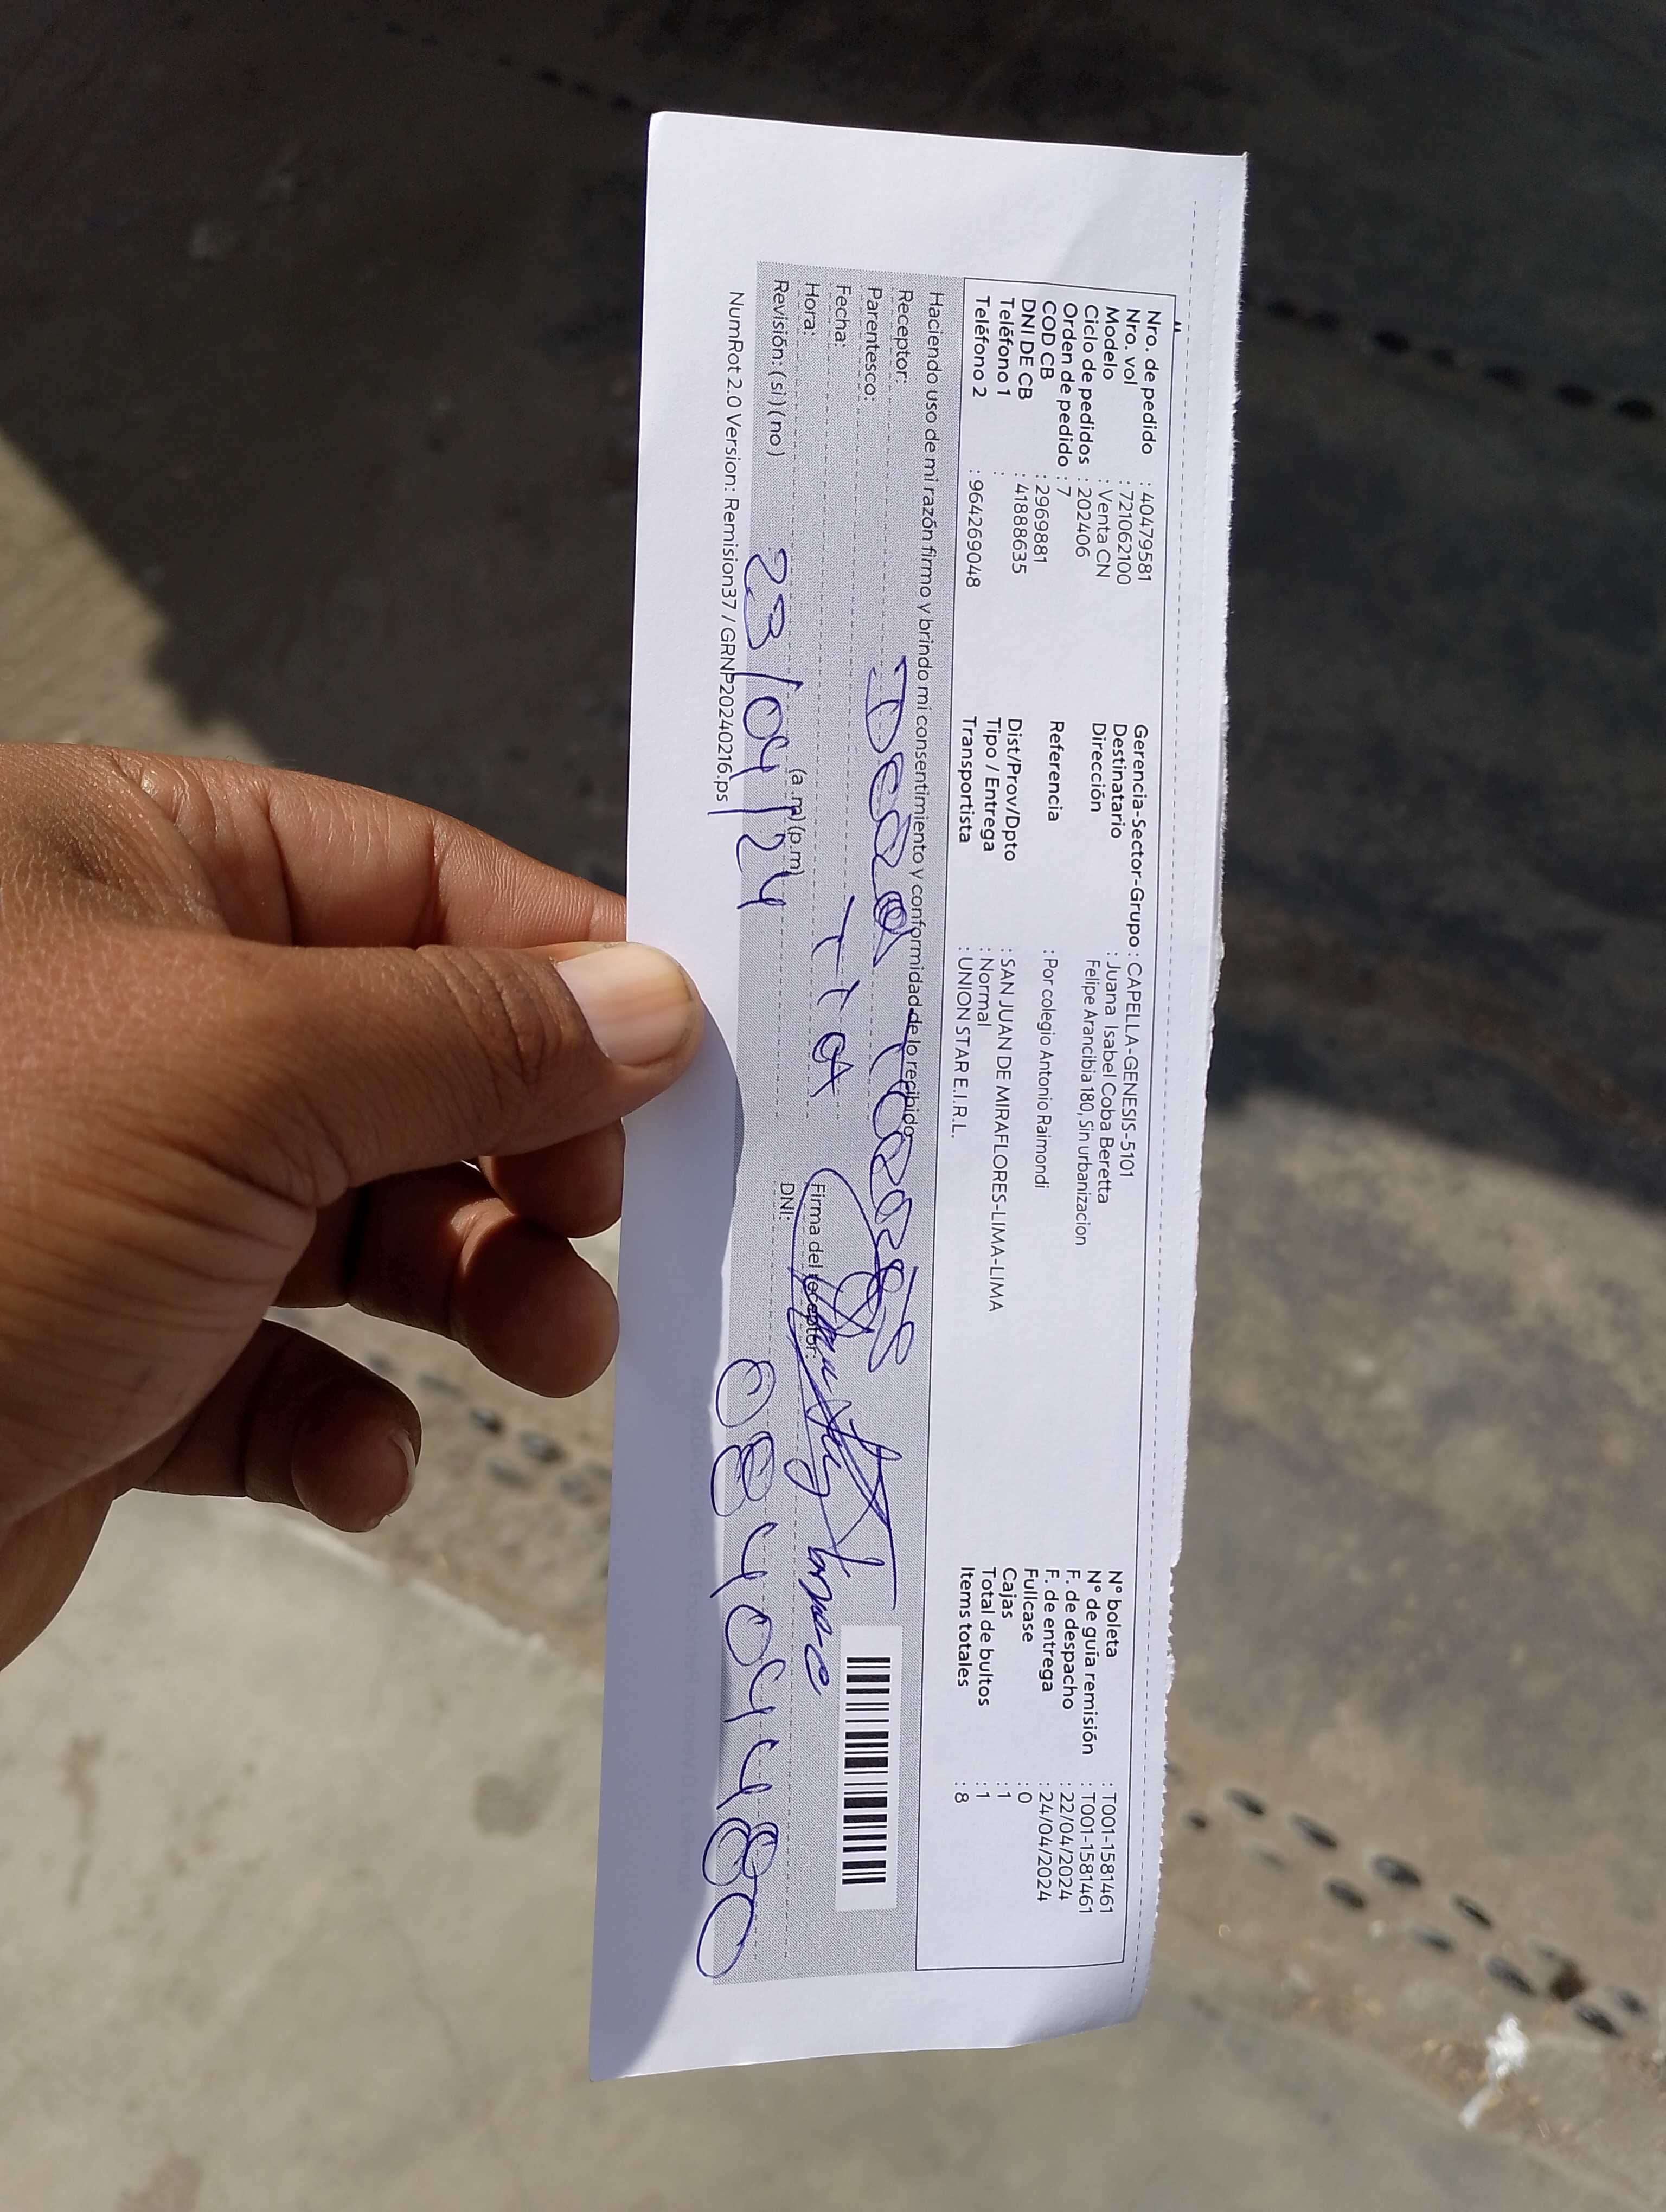 Nro. de pedido : 40479581
Nro. vol : 721062100
Modelo : Venta CN
Ciclo de pedidos : 202406
Orden de pedido : 7
COD CB : 2969881
DNI DE CB : 41888635
Teléfono 1 :
Teléfono 2 : 964269048
Gerencia-Sector-Grupo : CAPELLA-GENESIS-5101
Destinatario : Juana Isabel Coba Beretta
Dirección Felipe Arancibia 180, Sin urbanizacion
Referencia : Por colegio Antonio Raimondi
Dist/Prov/Dpto : SAN JUAN DE MIRAFLORES-LIMA-LIMA
Tipo / Entrega : Normal
Transportista : UNION STAR E.I.R.L.
N° boleta : T001-1581461
N° de guía remisión : T001-1581461
F. de despacho : 22/04/2024
F. de entrega : 24/04/2024
Fullcase : 0
Cajas : 1
Total de bultos : 1
Items totales : 8
Haciendo uso de mi razón firmo y brindo mi consentimiento y conformidad de lo recibido
Receptor:
Parentesco:
Fecha:
Hora: (a.m)(p.m)
Revisión: (si)(no)
23/04/24
Firma del receptor:
DNI:
08404480
NumRot 2.0 Version: Remision37 / GRNP20240216.ps